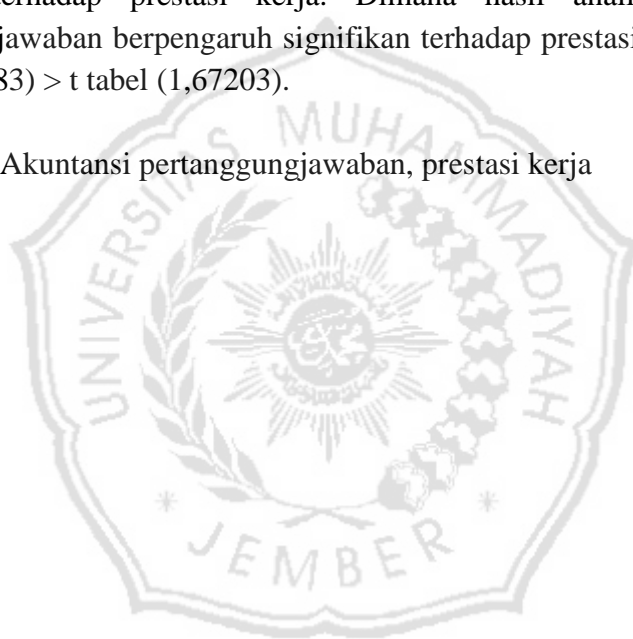 terhadap prestasi kerja. Dimana hasil
jawaban berpengaruh signifikan terhadap prestasi
83) > t tabel (1,67203).
Akuntansi pertanggungjawaban, prestasi kerja
UNIVERSITAS MUHAMMADIYAH
JEMBER